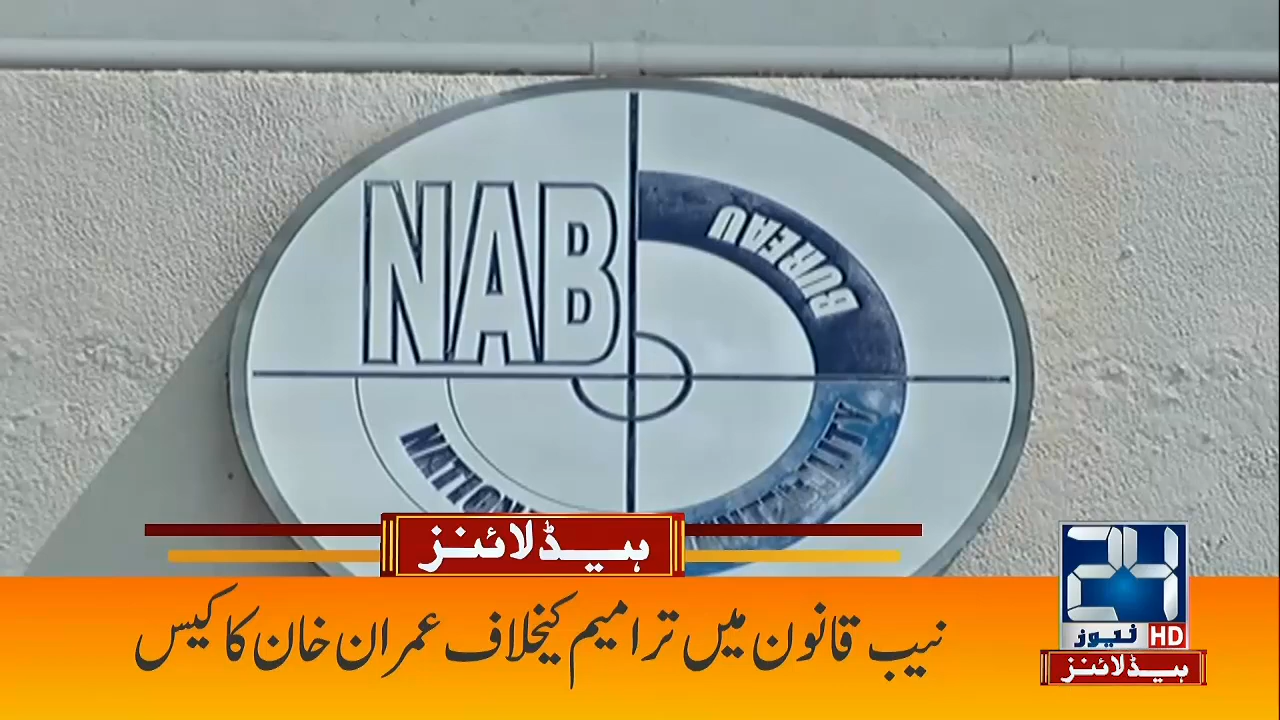 NAB
BUREAU
ہیڈلائنز
نیب قانون میں ترامیم کیخلاف عمران خان کا کیس
24
نیوز HD
ہیڈلائنز